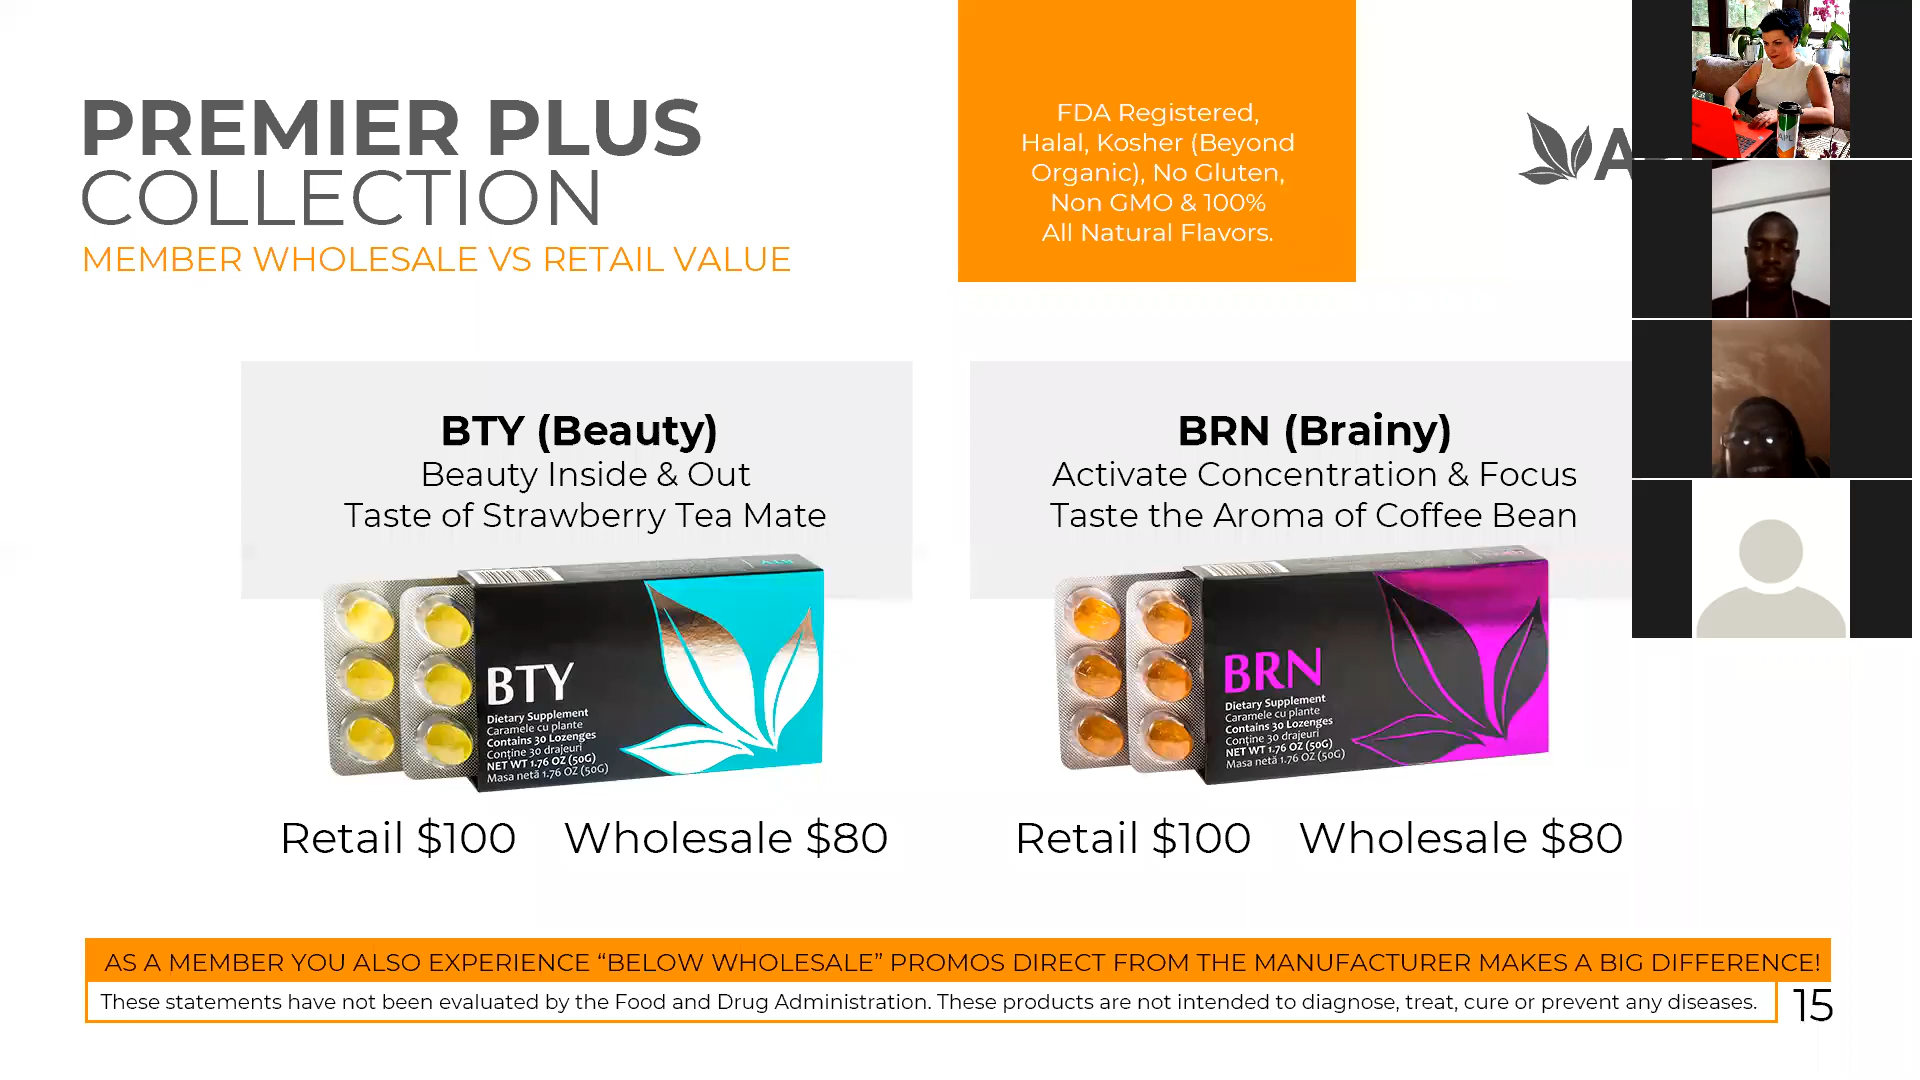 PREMIER PLUS
COLLECTION
MEMBER WHOLESALE VS RETAIL VALUE
FDA Registered,
Halal, Kosher (Beyond
Organic), No Gluten,
Non GMO & 100%
All Natural Flavors.
BTY (Beauty)
Beauty Inside & Out
Taste of Strawberry Tea Mate
BTY
Dietary Supplement
Caramele cu plante
Contains 30 Lozenges
Conține 30 drajeuri
NET WT 1.76 OZ (50G)
Masa netă 1.76 OZ (50G)
Retail $100 Wholesale $80
BRN (Brainy)
Activate Concentration & Focus
Taste the Aroma of Coffee Bean
BRN
Dietary Supplement
Caramele cu plante
Contains 30 Lozenges
Conține 30 drajeuri
NET WT 1.76 OZ (50G)
Masa netă 1.76 OZ (50G)
Retail $100 Wholesale $80
AS A MEMBER YOU ALSO EXPERIENCE “BELOW WHOLESALE” PROMOS DIRECT FROM THE MANUFACTURER MAKES A BIG DIFFERENCE!
These statements have not been evaluated by the Food and Drug Administration. These products are not intended to diagnose, treat, cure or prevent any diseases.
15